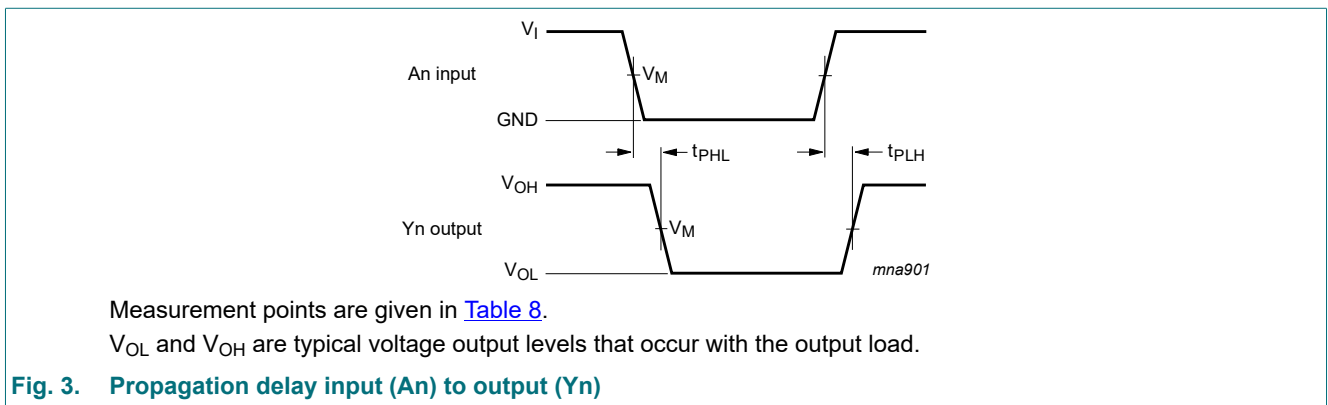 VI
An input
VM
GND
tPHL
tPLH
VOH
Yn output
VM
VOL
mna901
Measurement points are given in Table 8.
VOL and VOH are typical voltage output levels that occur with the output load.
Fig. 3. Propagation delay input (An) to output (Yn)